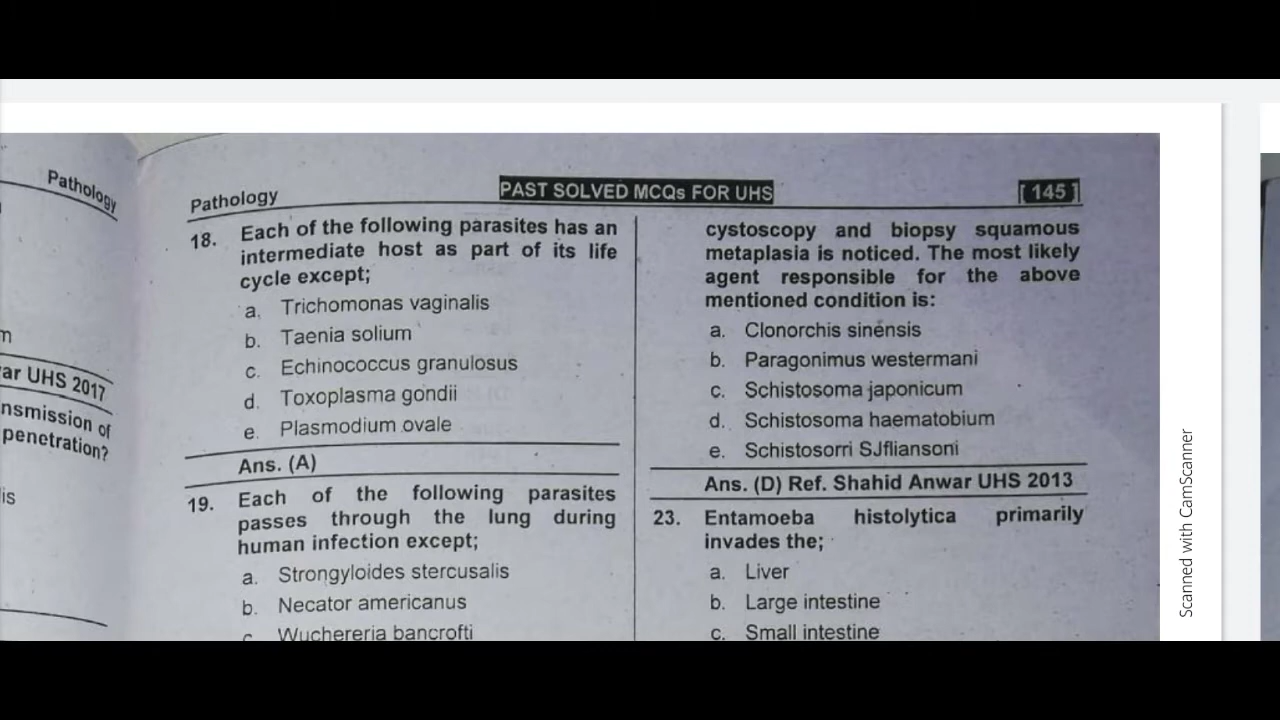 Pathology
ar UHS 2017
nsmission of
penetration?
lis
Pathology
PAST SOLVED MCQs FOR UHS
[ 145 ]
18. Each of the following parasites has an
intermediate host as part of its life
cycle except;
a. Trichomonas vaginalis
b. Taenia solium
c. Echinococcus granulosus
d. Toxoplasma gondii
e. Plasmodium ovale
Ans. (A)
19. Each of the following parasites
passes through the lung during
human infection except;
a. Strongyloides stercusalis
b. Necator americanus
c. Wuchereria bancrofti
cystoscopy and biopsy squamous
metaplasia is noticed. The most likely
agent responsible for the above
mentioned condition is:
a. Clonorchis sinensis
b. Paragonimus westermani
c. Schistosoma japonicum
d. Schistosoma haematobium
e. Schistosorri SJfliansoni
Ans. (D) Ref. Shahid Anwar UHS 2013
23. Entamoeba histolytica primarily
invades the;
a. Liver
b. Large intestine
c. Small intestine
Scanned with CamScanner